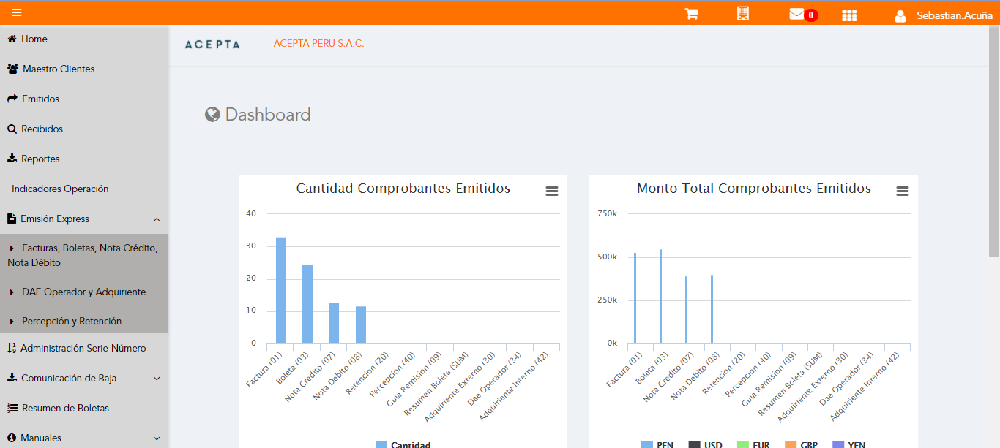 0
Sebastian.Acuña
Home
Maestro Clientes
Emitidos
Recibidos
Reportes
Indicadores Operación
Emisión Express
Facturas, Boletas, Nota Crédito,
Nota Débito
DAE Operador y Adquiriente
Percepción y Retención
Administración Serie-Número
Comunicación de Baja
Resumen de Boletas
Manuales
ACEPTA
ACEPTA PERU S.A.C.
Dashboard
Cantidad Comprobantes Emitidos
40
30
20
10
0
Factura (01)
Boleta (03)
Nota Credito (07)
Nota Debito (08)
Retencion (20)
Percepcion (40)
Guia Remision (09)
Resumen Boleta (SUM)
Adquiriente Externo (30)
Dae Operador (34)
Adquiriente Interno (42)
Cantidad
Monto Total Comprobantes Emitidos
750k
500k
250k
0k
Factura (01)
Boleta (03)
Nota Credito (07)
Nota Debito (08)
Retencion (20)
Percepcion (40)
Guia Remision (09)
Resumen Boleta (SUM)
Adquiriente Externo (30)
Dae Operador (34)
Adquiriente Interno (42)
PEN USD EUR GBP YEN